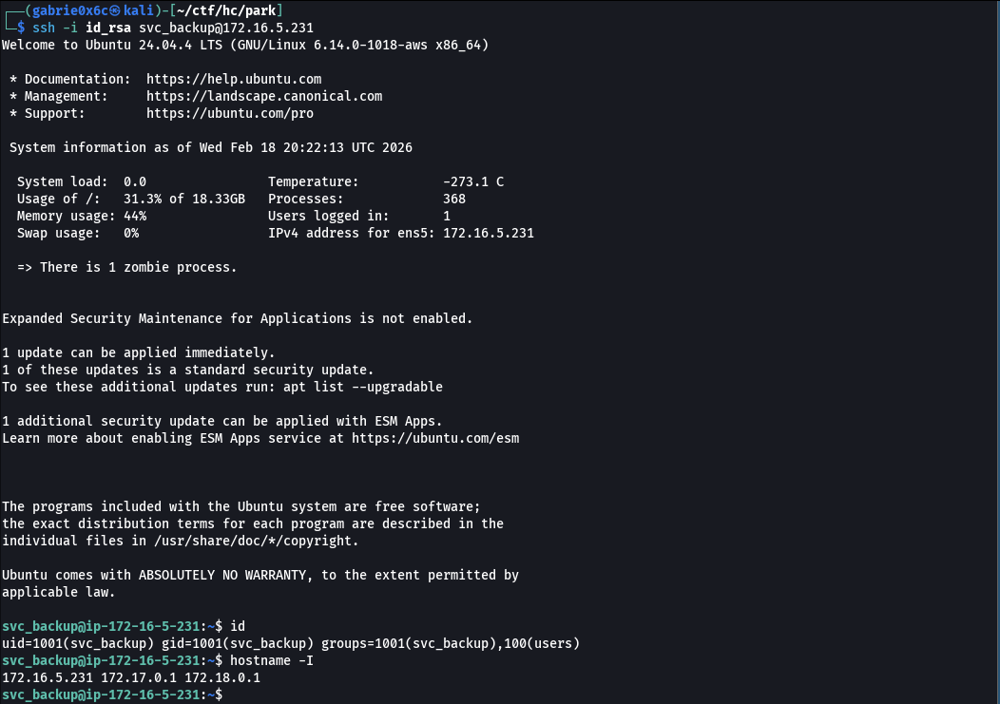 ┌──(gabrie0x6c㉿kali)-[~/ctf/hc/park]
└─$ ssh -i id_rsa svc_backup@172.16.5.231
Welcome to Ubuntu 24.04.4 LTS (GNU/Linux 6.14.0-1018-aws x86_64)
* Documentation:  https://help.ubuntu.com
* Management:     https://landscape.canonical.com
* Support:        https://ubuntu.com/pro
System information as of Wed Feb 18 20:22:13 UTC 2026
System load:  0.0                Temperature:           -273.1 C
Usage of /:   31.3% of 18.33GB   Processes:             368
Memory usage: 44%                Users logged in:       1
Swap usage:   0%                 IPv4 address for ens5: 172.16.5.231
=> There is 1 zombie process.
Expanded Security Maintenance for Applications is not enabled.
1 update can be applied immediately.
1 of these updates is a standard security update.
To see these additional updates run: apt list --upgradable
1 additional security update can be applied with ESM Apps.
Learn more about enabling ESM Apps service at https://ubuntu.com/esm
The programs included with the Ubuntu system are free software;
the exact distribution terms for each program are described in the
individual files in /usr/share/doc/*/copyright.
Ubuntu comes with ABSOLUTELY NO WARRANTY, to the extent permitted by
applicable law.
svc_backup@ip-172-16-5-231:~$ id
uid=1001(svc_backup) gid=1001(svc_backup) groups=1001(svc_backup),100(users)
svc_backup@ip-172-16-5-231:~$ hostname -I
172.16.5.231 172.17.0.1 172.18.0.1
svc_backup@ip-172-16-5-231:~$